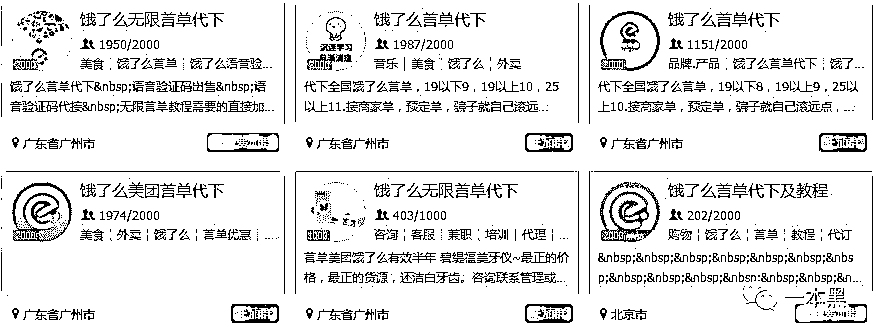 饿了么无限首单代下
1950/2000
美食 ¦ 饿了么首单 ¦ 饿了么语音验...
饿了么首单代下&nbsp;语音验证码出售&nbsp;语
音验证码代接&nbsp;无限首单教程需要的直接加...
广东省广州市
饿了么首单代下
1987/2000
音乐 ¦ 美食 ¦ 饿了么 ¦ 外卖
代下全国饿了么首单，19以下9，19以上10，25
以上11.接商家单，预定单，骗子就自己滚远...
广东省广州市
饿了么首单代下
1151/2000
品牌.产品 ¦ 饿了么首单代下 ¦ 饿了...
代下全国饿了么首单，19以下8，19以上9，25以
上10.接商家单，预定单，骗子就自己滚远点，...
广东省广州市
饿了么美团首单代下
1974/2000
美食 ¦ 外卖 ¦ 饿了么 ¦ 首单优惠 ¦ ...
广东省广州市
饿了么无限首单代下
403/1000
咨询 ¦ 客服 ¦ 兼职 ¦ 培训 ¦ 代理 ¦ ...
首单美团饿了么有效半年 碧缇福美牙仪~最正的价
格，最正的货源，还洁白牙齿。咨询联系管理或...
广东省广州市
饿了么首单代下及教程
202/2000
购物 ¦ 饿了么 ¦ 首单 ¦ 教程 ¦ 代订
&nbsp;&nbsp;&nbsp;&nbsp;&nbsp;&nbs
p;&nbsp;&nbsp;&nbsp;&nbsp;&nbsp;&n...
北京市
一本黑